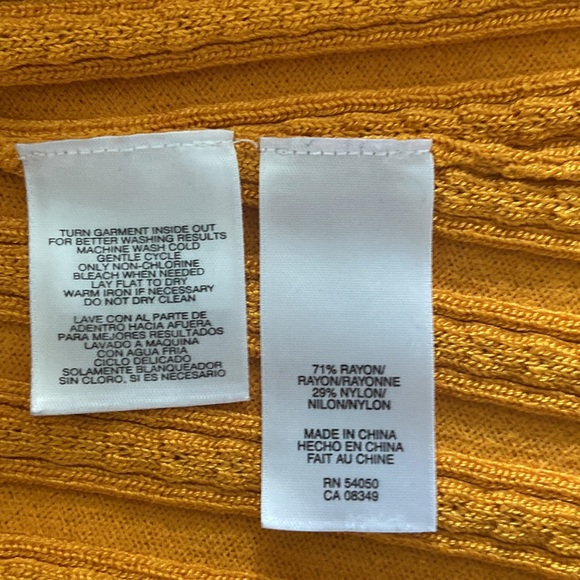 TURN GARMENT INSIDE OUT
FOR BETTER WASHING RESULTS
MACHINE WASH COLD
GENTLE CYCLE
ONLY NON-CHLORINE
BLEACH WHEN NEEDED
LAY FLAT TO DRY
WARM IRON IF NECESSARY
DO NOT DRY CLEAN
LAVE CON AL PARTE DE
ADENTRO HACIA AFUERA
PARA MEJORES RESULTADOS
LAVADO A MAQUINA
CON AGUA FRIA
CICLO DELICADO
SOLAMENTE BLANQUEADOR
SIN CLORO, SI ES NECESARIO
71% RAYON/
RAYON/RAYONNE
29% NYLON/
NILON/NYLON
MADE IN CHINA
HECHO EN CHINA
FAIT AU CHINE
RN 54050
CA 08349